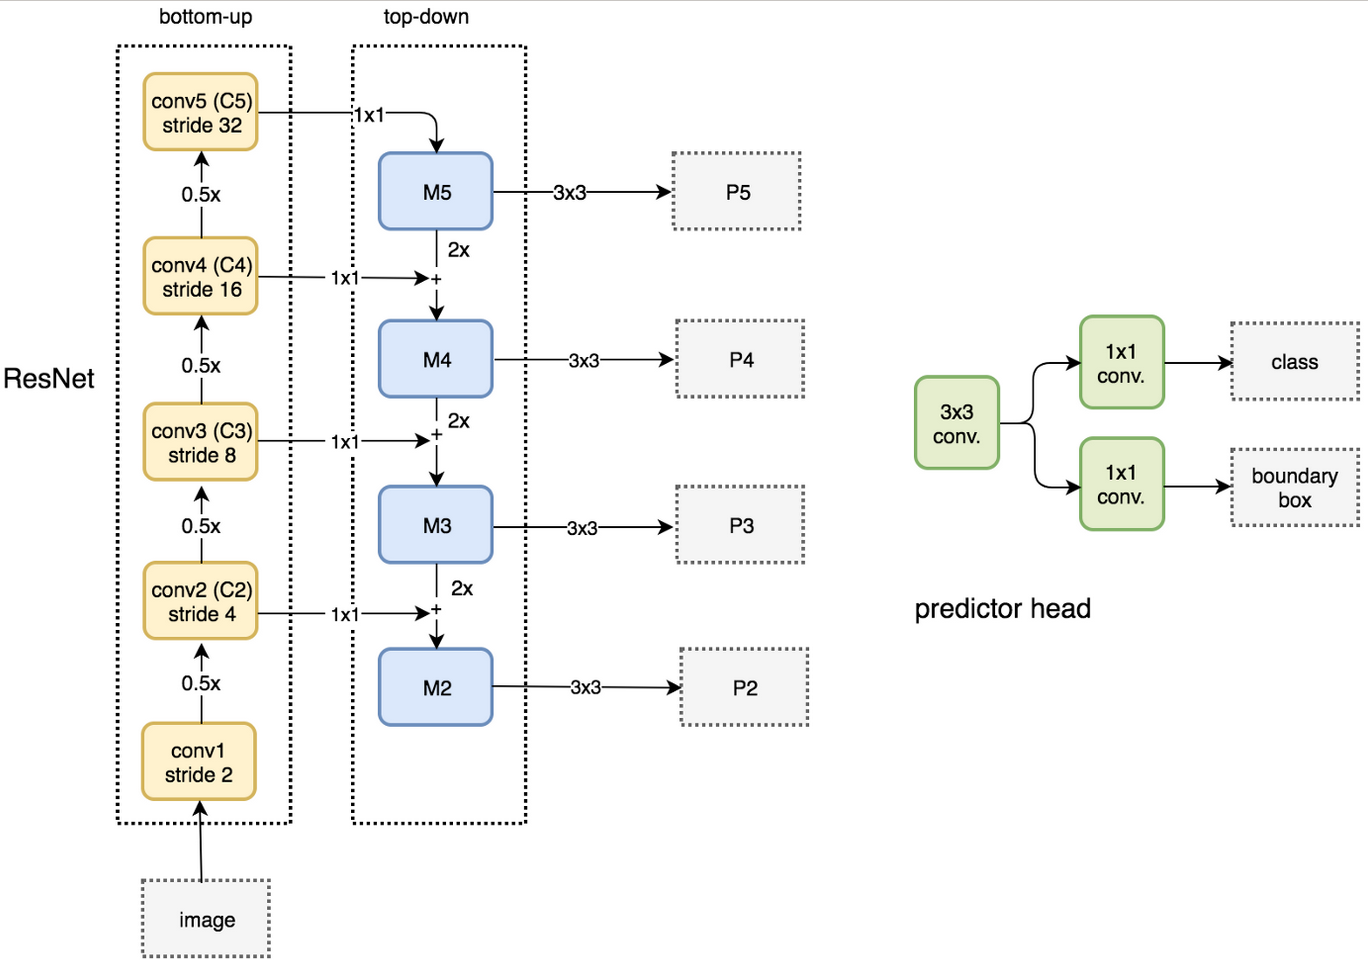 bottom-up
top-down
conv5 (C5)
stride 32
1x1
M5
3x3
P5
0.5x
2x
conv4 (C4)
stride 16
1x1
+
M4
3x3
P4
0.5x
2x
conv3 (C3)
stride 8
1x1
+
ResNet
M3
3x3
P3
0.5x
2x
conv2 (C2)
stride 4
1x1
+
M2
3x3
P2
0.5x
conv1
stride 2
image
3x3
conv.
1x1
conv.
class
1x1
conv.
boundary
box
predictor head